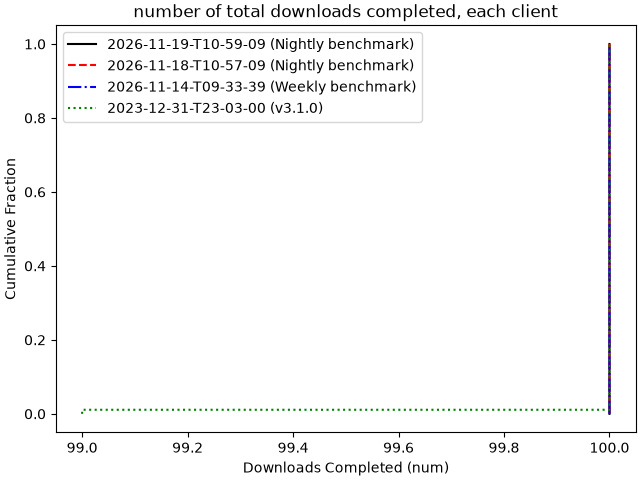 number of total downloads completed, each client
1.0
0.8
0.6
0.4
0.2
0.0
Cumulative Fraction
2026-11-19-T10-59-09 (Nightly benchmark)
2026-11-18-T10-57-09 (Nightly benchmark)
2026-11-14-T09-33-39 (Weekly benchmark)
2023-12-31-T23-03-00 (v3.1.0)
99.0 99.2 99.4 99.6 99.8 100.0
Downloads Completed (num)